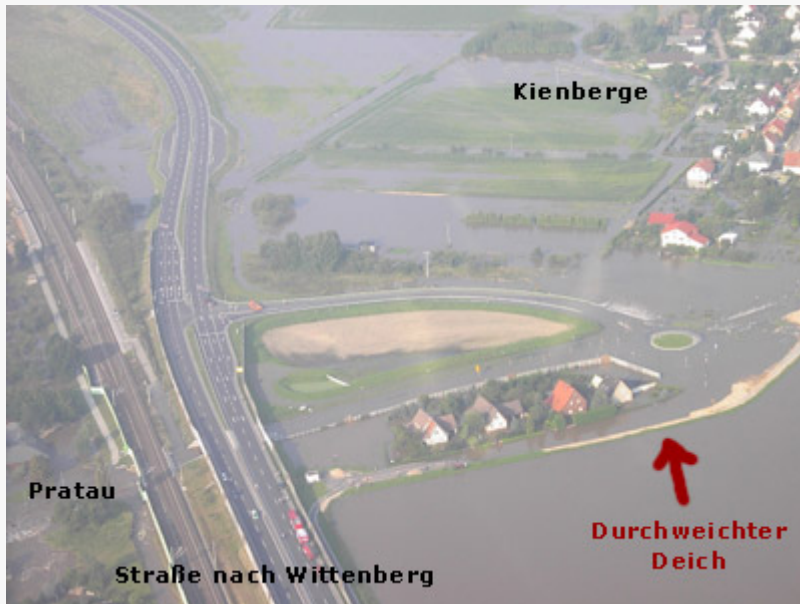 Kienberge
Pratau
Durchweichter
Deich
Straße nach Wittenberg